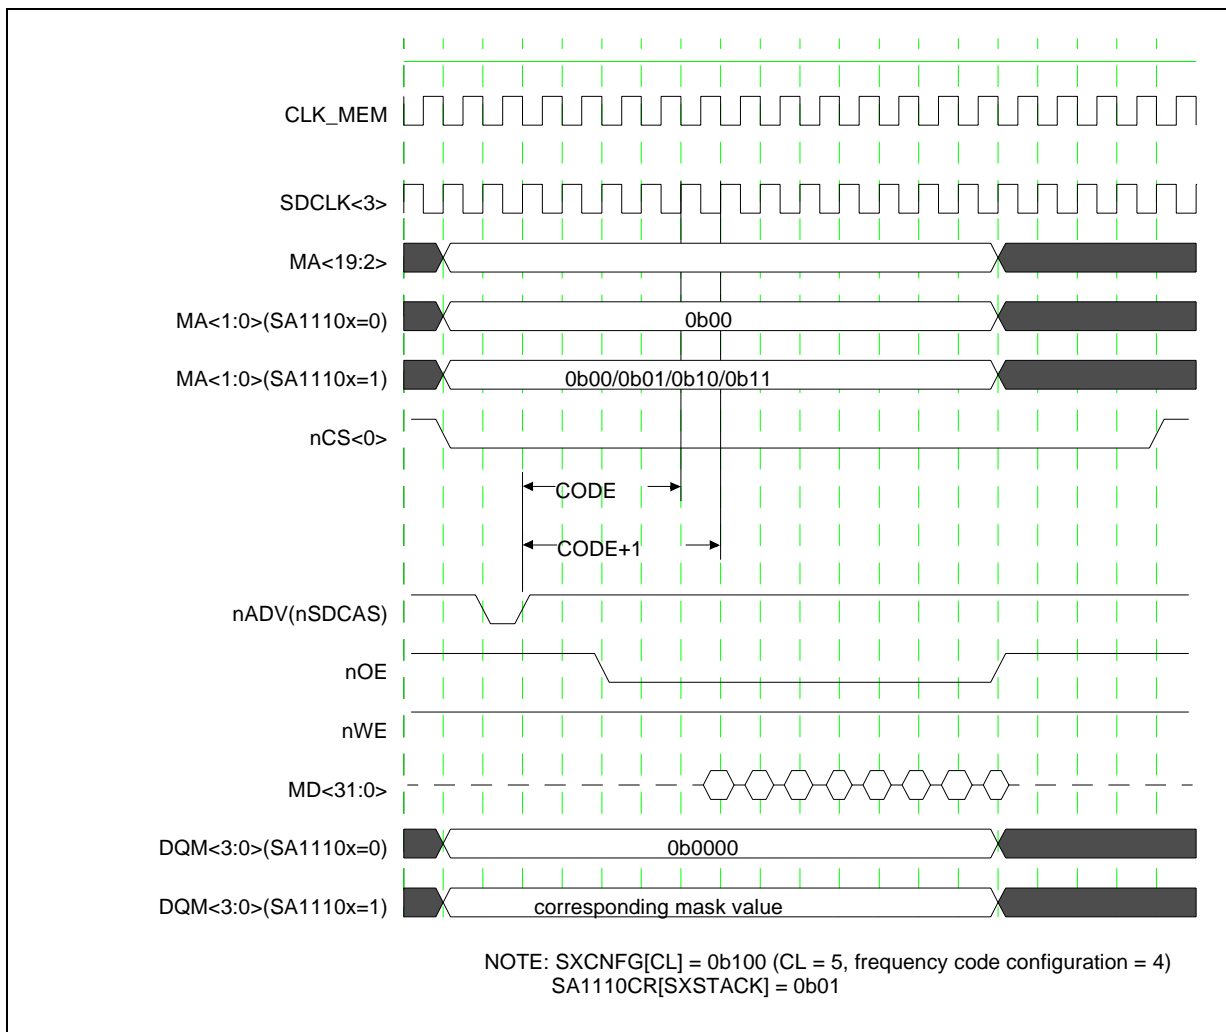 CLK_MEM
SDCLK<3>
MA<19:2>
MA<1:0>(SA1110x=0)
0b00
MA<1:0>(SA1110x=1)
0b00/0b01/0b10/0b11
nCS<0>
CODE
CODE+1
nADV(nSDCAS)
nOE
nWE
MD<31:0>
DQM<3:0>(SA1110x=0)
0b0000
DQM<3:0>(SA1110x=1)
corresponding mask value
NOTE: SXCNFG[CL] = 0b100 (CL = 5, frequency code configuration = 4)
SA1110CR[SXSTACK] = 0b01